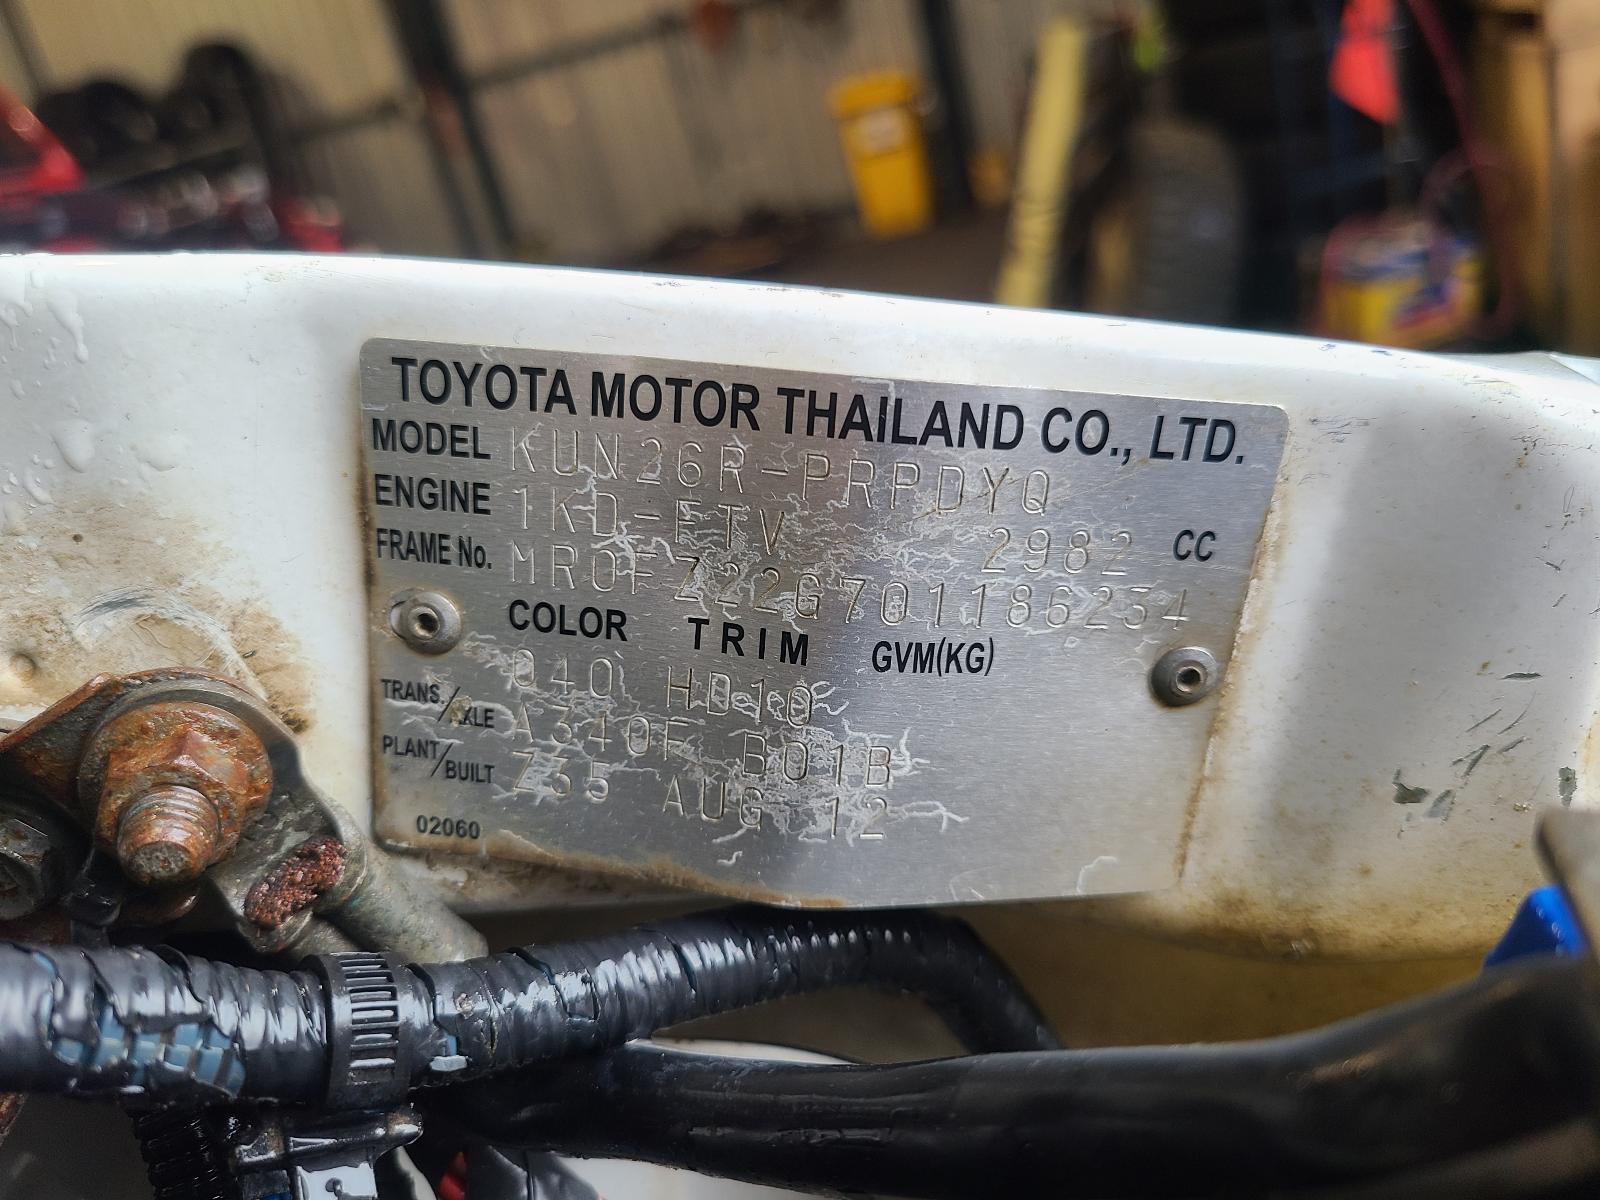 TOYOTA MOTOR THAILAND CO., LTD.
MODEL KUN26R-PRPDYQ
ENGINE 1KD-FTV 2982 CC
FRAME No. MR0FZ22G701186254
COLOR TRIM GVM(KG)
040 HD10
TRANS./AXLE A340F B01B
PLANT/BUILT Z35 AUG 12
02060